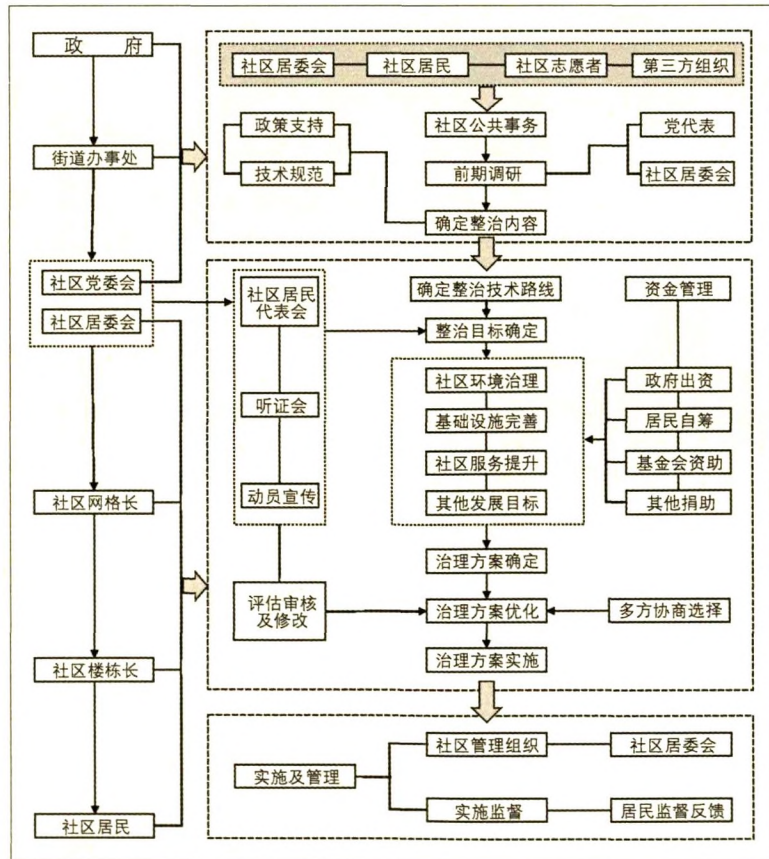 政 府
街道办事处
社区党委会
社区居委会
社区网格长
社区楼栋长
社区居民
社区居委会
社区居民
社区志愿者
第三方组织
政策支持
技术规范
社区公共事务
前期调研
确定整治内容
党代表
社区居委会
社区居民
代表会
听证会
动员宣传
评估审核
及修改
确定整治技术路线
整治目标确定
社区环境治理
基础设施完善
社区服务提升
其他发展目标
治理方案确定
治理方案优化
治理方案实施
资金管理
政府出资
居民自筹
基金会资助
其他捐助
多方协商选择
实施及管理
社区管理组织
社区居委会
实施监督
居民监督反馈